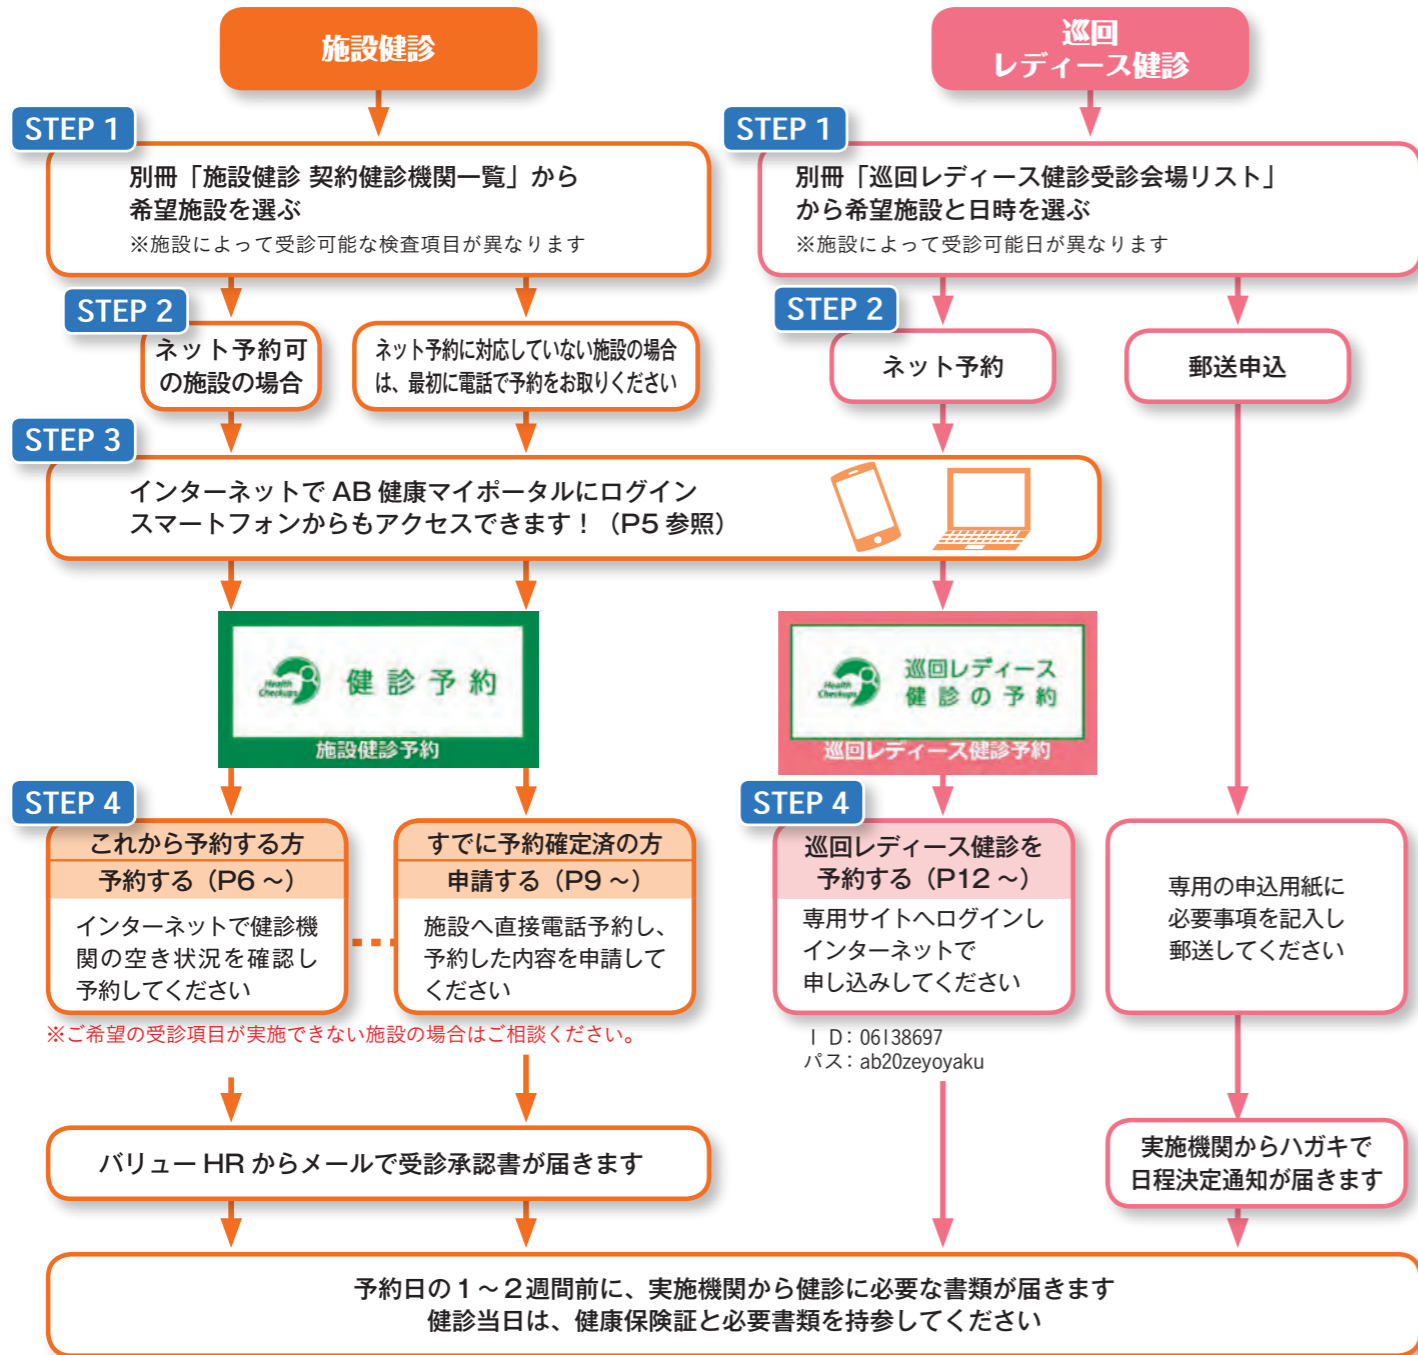 施設健診
STEP 1
別冊「施設健診 契約健診機関一覧」から
希望施設を選ぶ
※施設によって受診可能な検査項目が異なります
STEP 2
ネット予約可
の施設の場合
ネット予約に対応していない施設の場合
は、最初に電話で予約をお取りください
巡回
レディース健診
STEP 1
別冊「巡回レディース健診受診会場リスト」
から希望施設と日時を選ぶ
※施設によって受診可能日が異なります
STEP 2
ネット予約
郵送申込
STEP 3
インターネットで AB 健康マイポータルにログイン
スマートフォンからもアクセスできます！（P5 参照）
Health
Checkups
健診予約
施設健診予約
Health
Checkups
巡回レディース
健診の予約
巡回レディース健診予約
STEP 4
これから予約する方
予約する（P6 ～）
インターネットで健診機
関の空き状況を確認し
予約してください
すでに予約確定済の方
申請する（P9 ～）
施設へ直接電話予約し、
予約した内容を申請して
ください
※ご希望の受診項目が実施できない施設の場合はご相談ください。
STEP 4
巡回レディース健診を
予約する（P12 ～）
専用サイトへログインし
インターネットで
申し込みしてください
I D：06138697
パス：ab20zeyoyaku
専用の申込用紙に
必要事項を記入し
郵送してください
バリュー HR からメールで受診承認書が届きます
実施機関からハガキで
日程決定通知が届きます
予約日の１～２週間前に、実施機関から健診に必要な書類が届きます
健診当日は、健康保険証と必要書類を持参してください